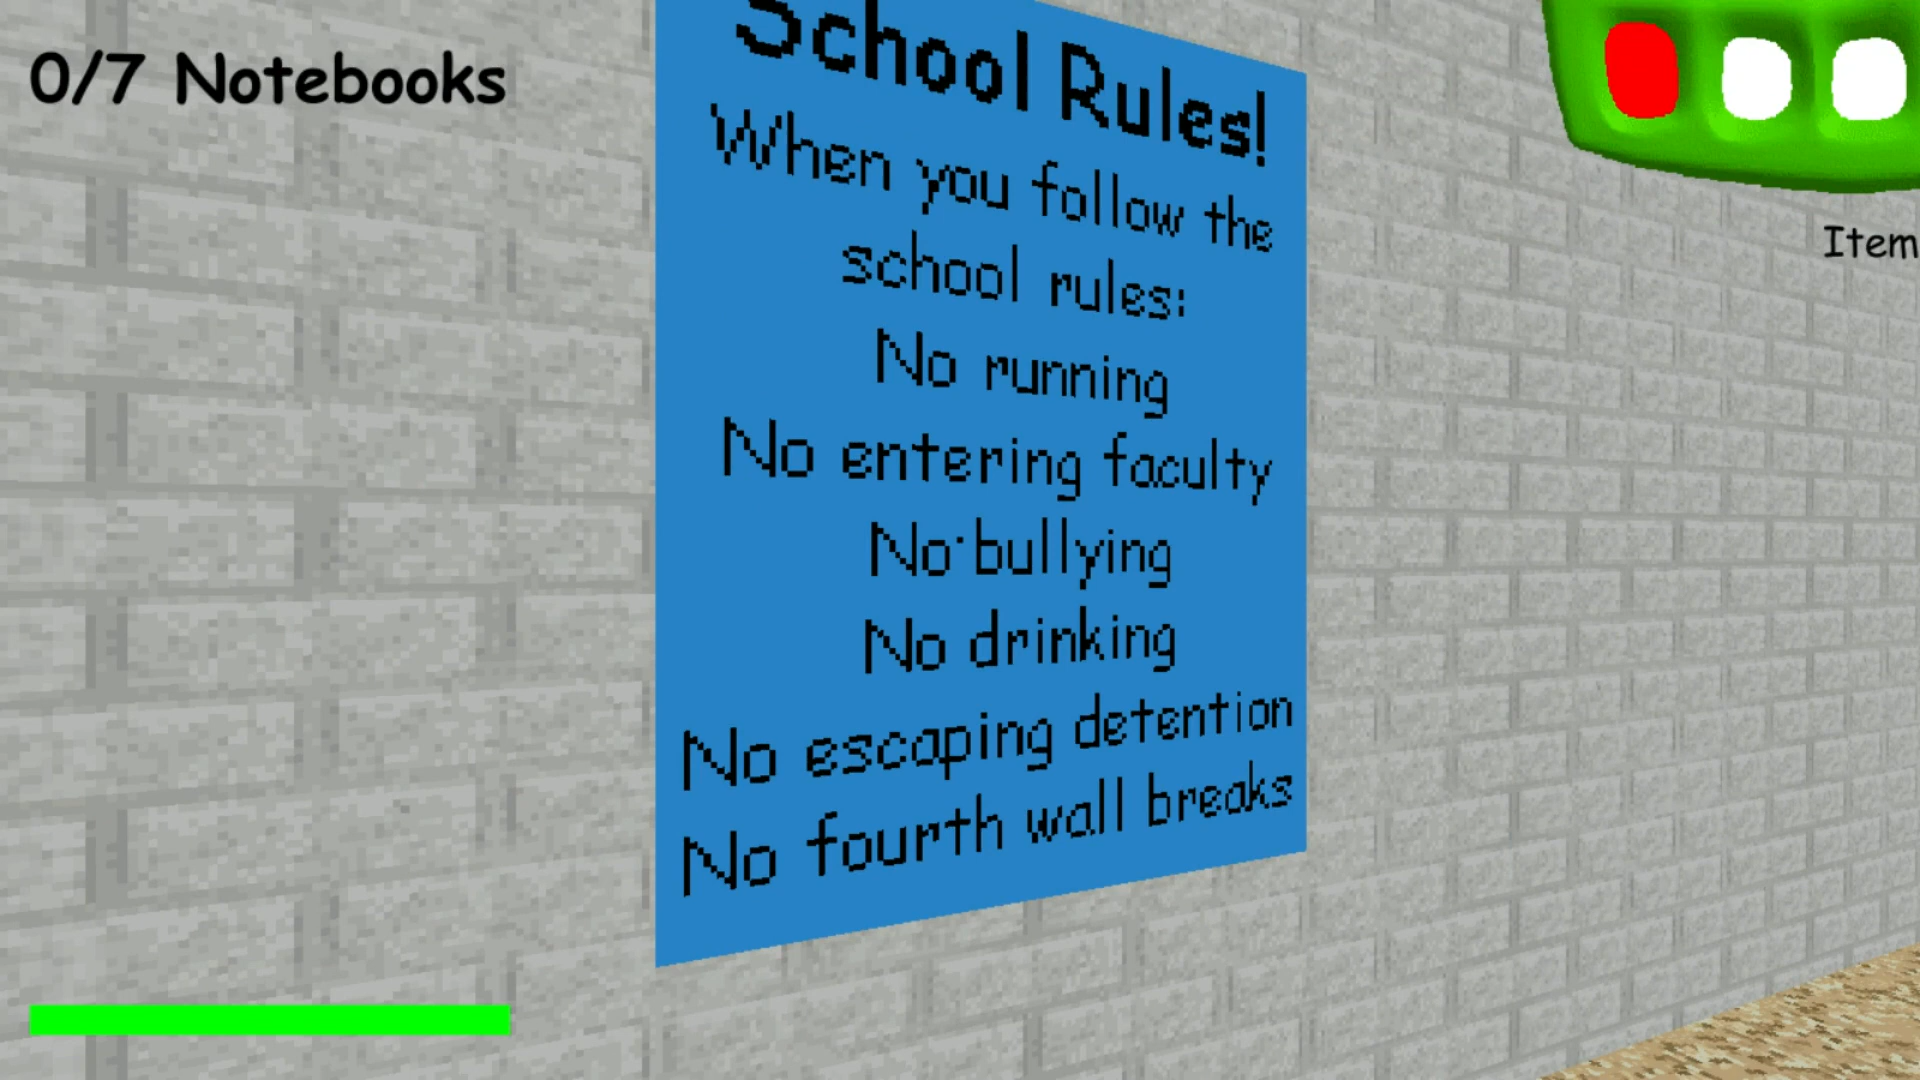 0/7 Notebooks
School Rules!
When you follow the
school rules:
No running
No entering faculty
No bullying
No drinking
No escaping detention
No fourth wall breaks
Item